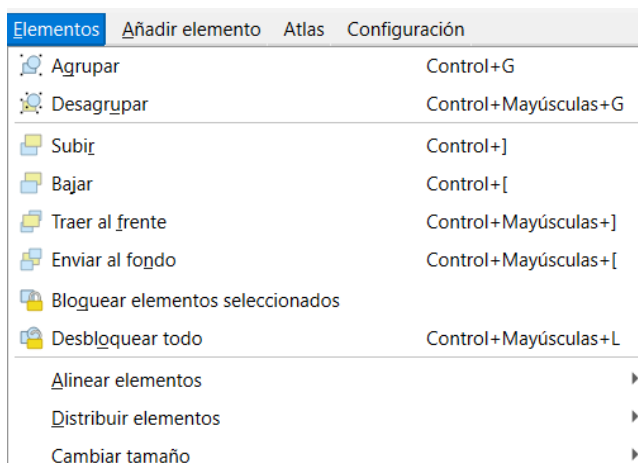 Elementos Añadir elemento Atlas Configuración
Agrupar Control+G
Desagrupar Control+Mayúsculas+G
Subir Control+]
Bajar Control+[
Traer al frente Control+Mayúsculas+]
Enviar al fondo Control+Mayúsculas+[
Bloquear elementos seleccionados
Desbloquear todo Control+Mayúsculas+L
Alinear elementos
Distribuir elementos
Cambiar tamaño